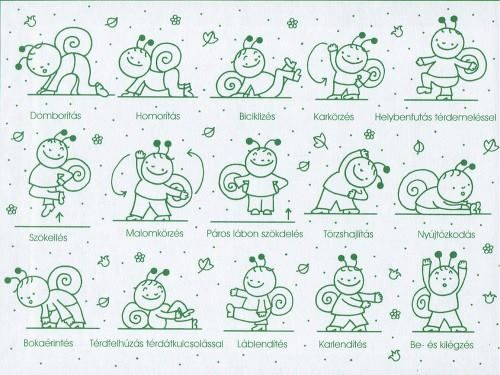 Domborítás Homorítás Biciklizés Karkörzés Helybenfutás térdemeléssel
Szökellés Malomkörzés Páros lábon szökdelés Törzshajlítás Nyújtózkodás
Bokaérintés Térdfelhúzás térdátkulcsolással Láblendítés Karlendítés Be- és kilégzés